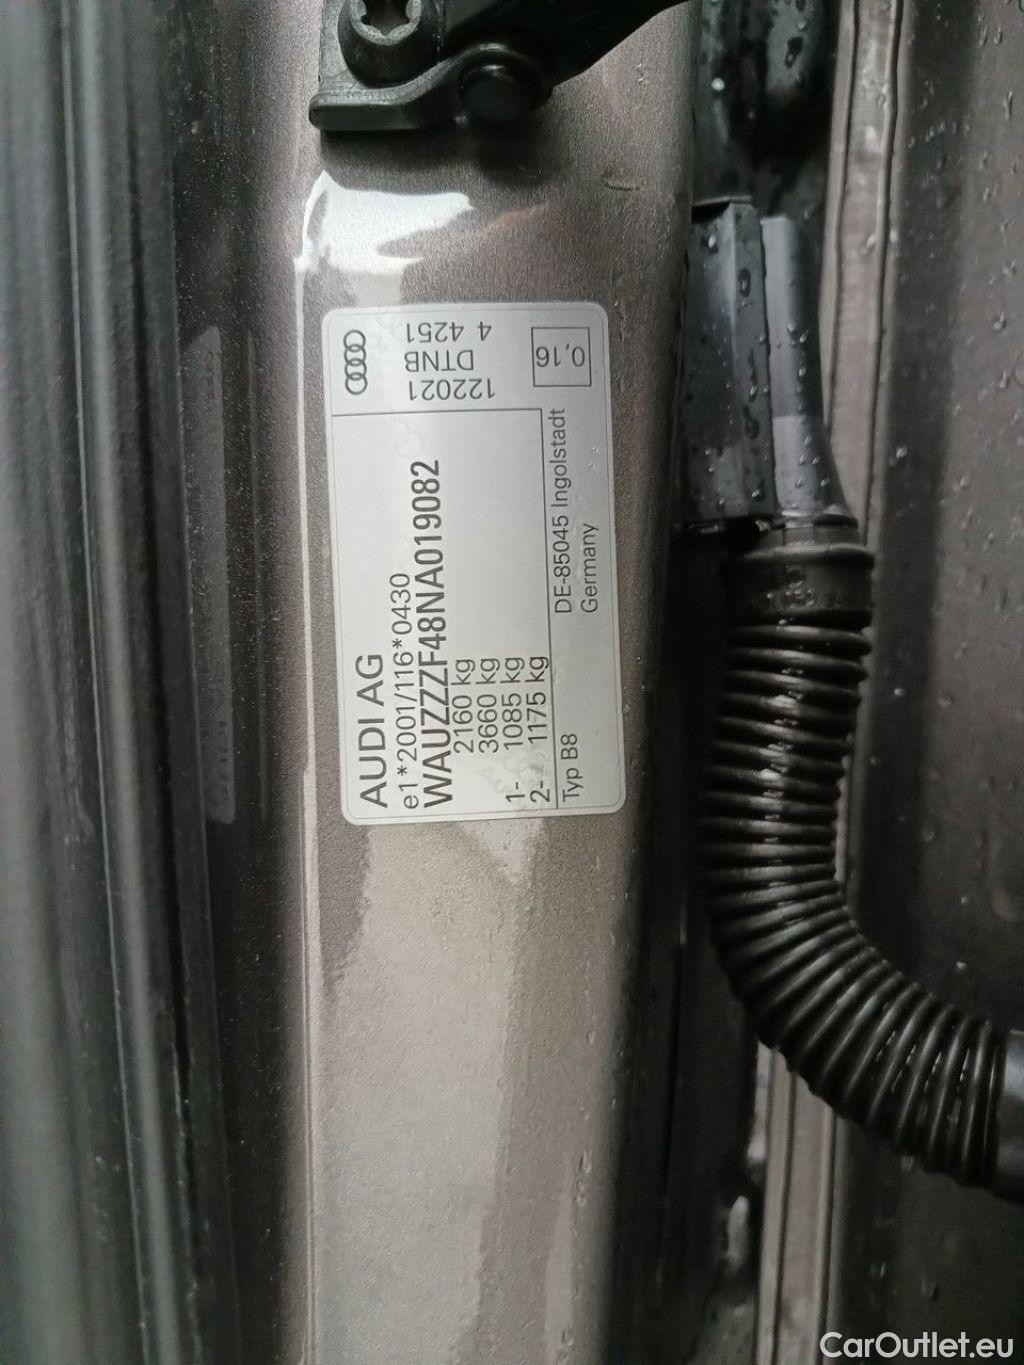 AUDI AG
e1*2001/116*0430
WAUZZZF48NA019082
2160 kg
3660 kg
1- 1085 kg
2- 1175 kg
Typ B8
DE-85045 Ingolstadt
Germany
122021
DTNB
4 4251
0,16
CarOutlet.eu